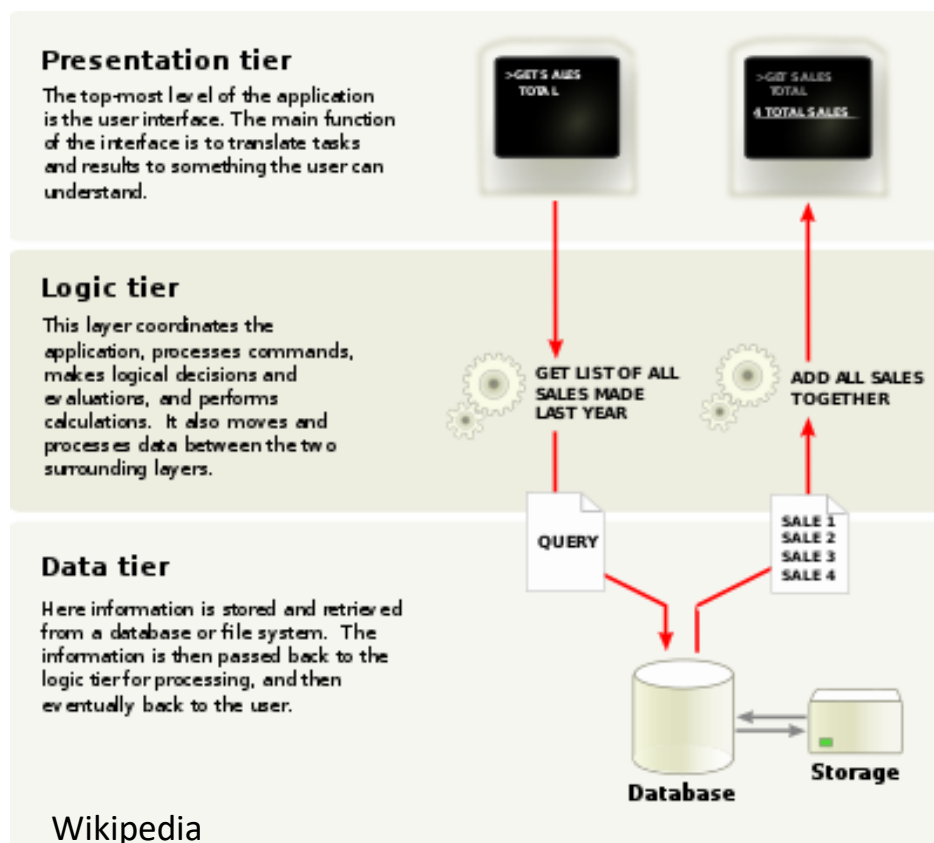 Presentation tier
The top-most level of the application
is the user interface. The main function
of the interface is to translate tasks
and results to something the user can
understand.
>GET SALES
TOTAL
>GET SALES
TOTAL
4 TOTAL SALES
Logic tier
This layer coordinates the
application, processes commands,
makes logical decisions and
evaluations, and performs
calculations. It also moves and
processes data between the two
surrounding layers.
GET LIST OF ALL
SALES MADE
LAST YEAR
ADD ALL SALES
TOGETHER
QUERY
SALE 1
SALE 2
SALE 3
SALE 4
Data tier
Here information is stored and retrieved
from a database or file system. The
information is then passed back to the
logic tier for processing, and then
eventually back to the user.
Database
Storage
Wikipedia